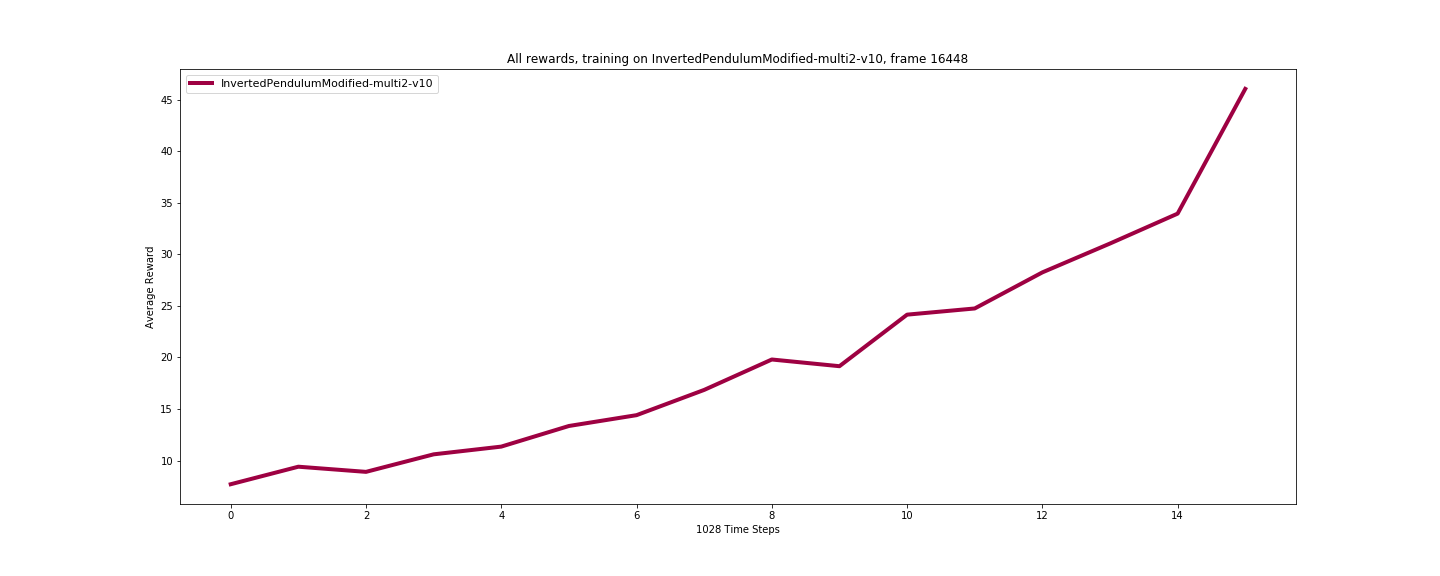 All rewards, training on InvertedPendulumModified-multi2-v10, frame 16448
InvertedPendulumModified-multi2-v10
45
40
35
30
25
20
15
10
Average Reward
0 2 4 6 8 10 12 14
1028 Time Steps